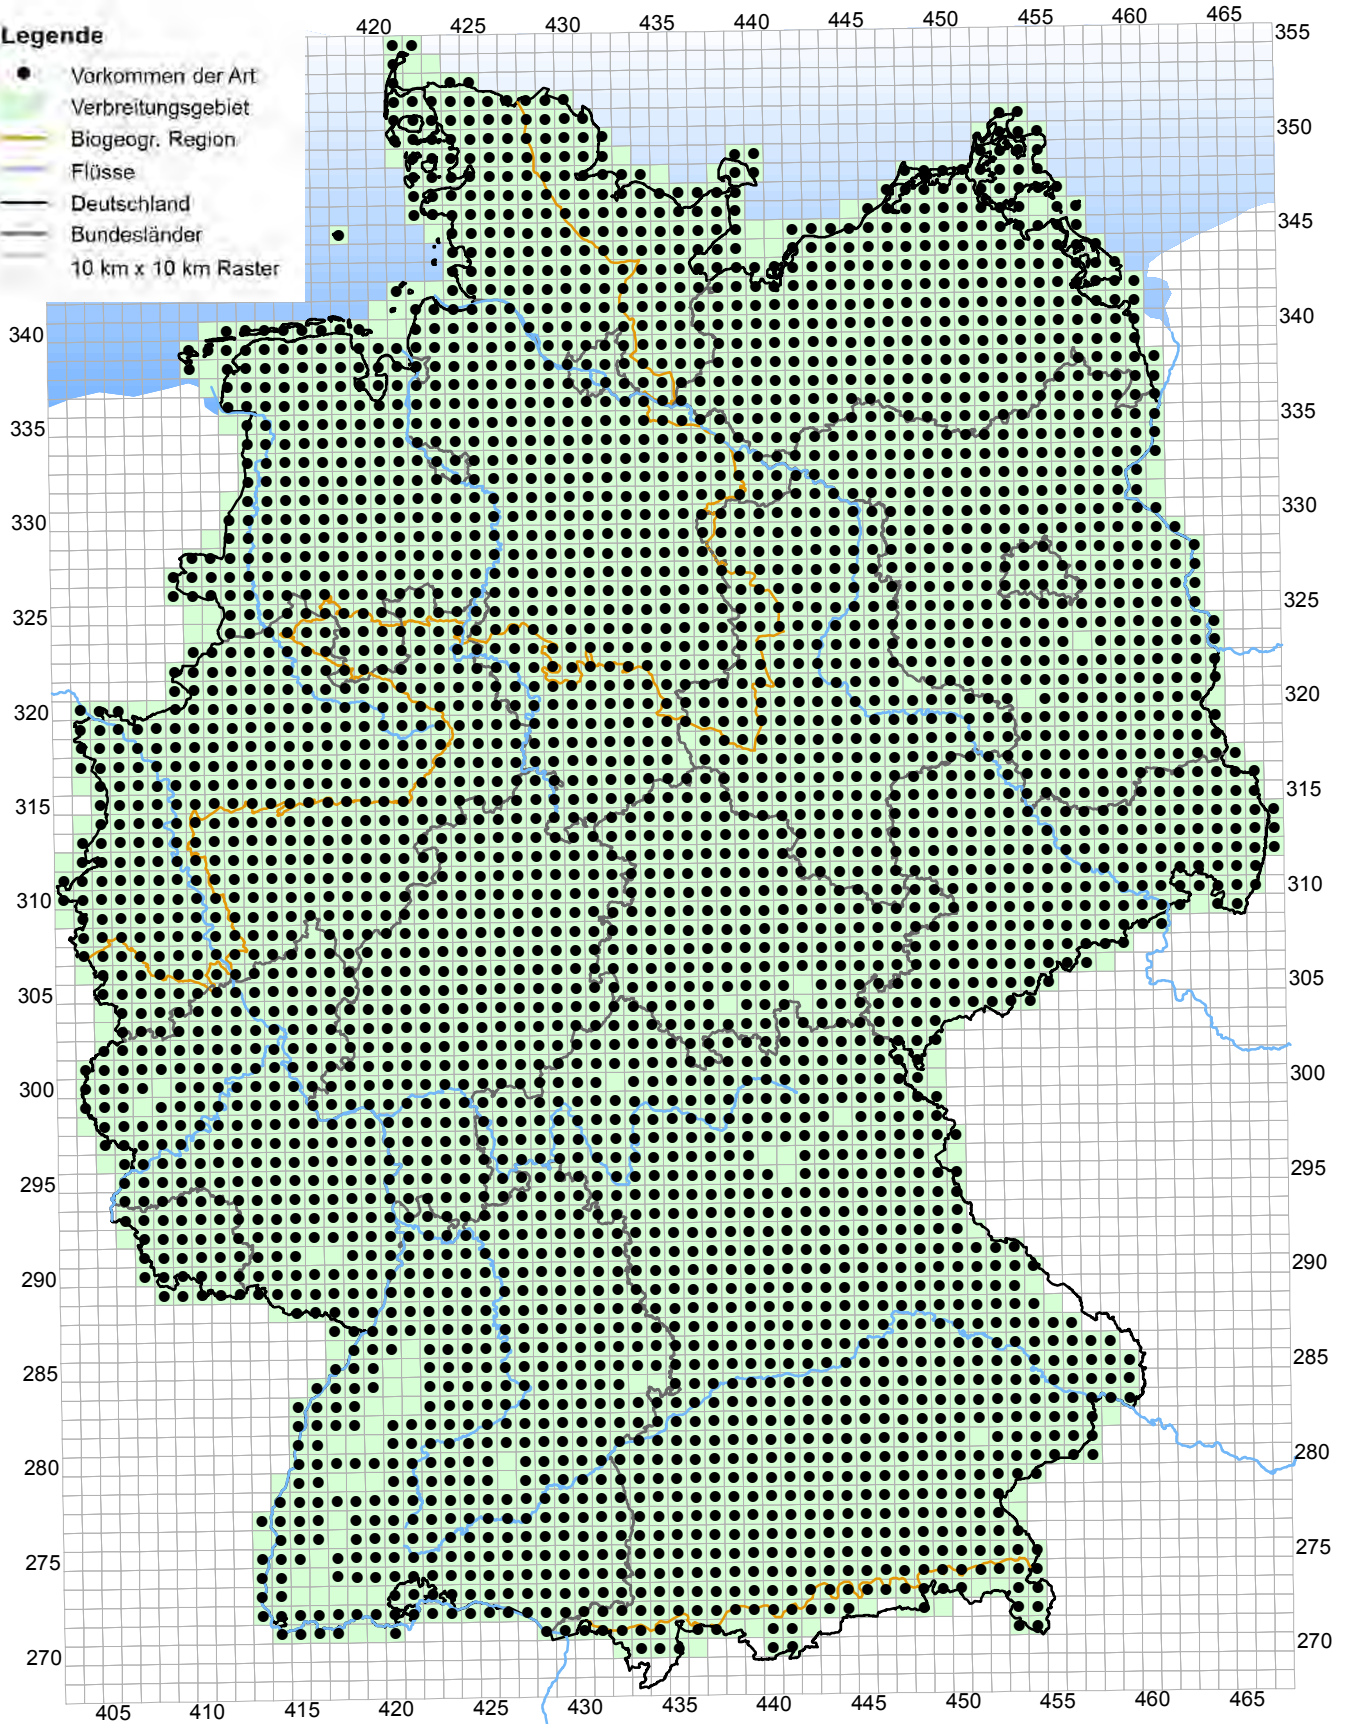 Legende
Vorkommen der Art
Verbreitungsgebiet
Biogeogr. Region
Flüsse
Deutschland
Bundesländer
10 km x 10 km Raster
420 425 430 435 440 445 450 455 460 465
355
350
345
340 340
335 335
330 330
325 325
320 320
315 315
310 310
305 305
300 300
295 295
290 290
285 285
280 280
275 275
270 270
405 410 415 420 425 430 435 440 445 450 455 460 465